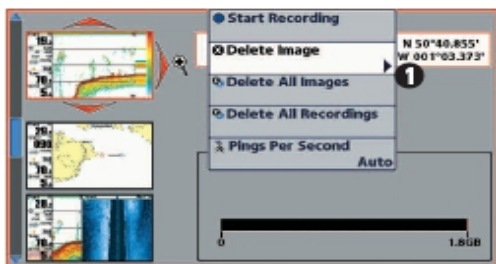 Start Recording
Delete Image
N 50°40.855'
W 001°03.373"
1
Delete All Images
Delete All Recordings
Pings Per Second
Auto
0
1.8GB